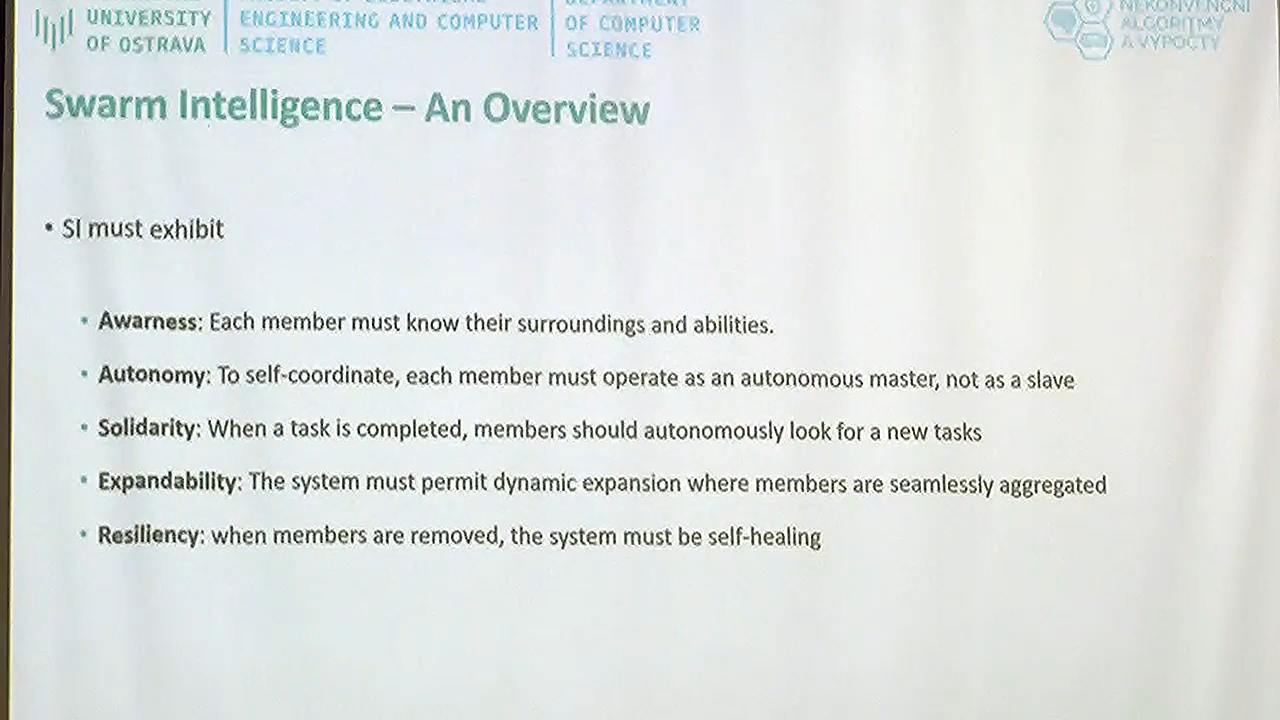 UNIVERSITY
OF OSTRAVA
ENGINEERING AND COMPUTER
SCIENCE
OF COMPUTER
SCIENCE
NEKONVENČNÍ
ALGORITMY
A VÝPOČTY
Swarm Intelligence – An Overview
• SI must exhibit
• Awarness: Each member must know their surroundings and abilities.
• Autonomy: To self-coordinate, each member must operate as an autonomous master, not as a slave
• Solidarity: When a task is completed, members should autonomously look for a new tasks
• Expandability: The system must permit dynamic expansion where members are seamlessly aggregated
• Resiliency: when members are removed, the system must be self-healing